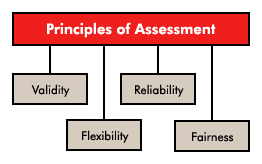 Principles of Assessment
Validity
Reliability
Flexibility
Fairness